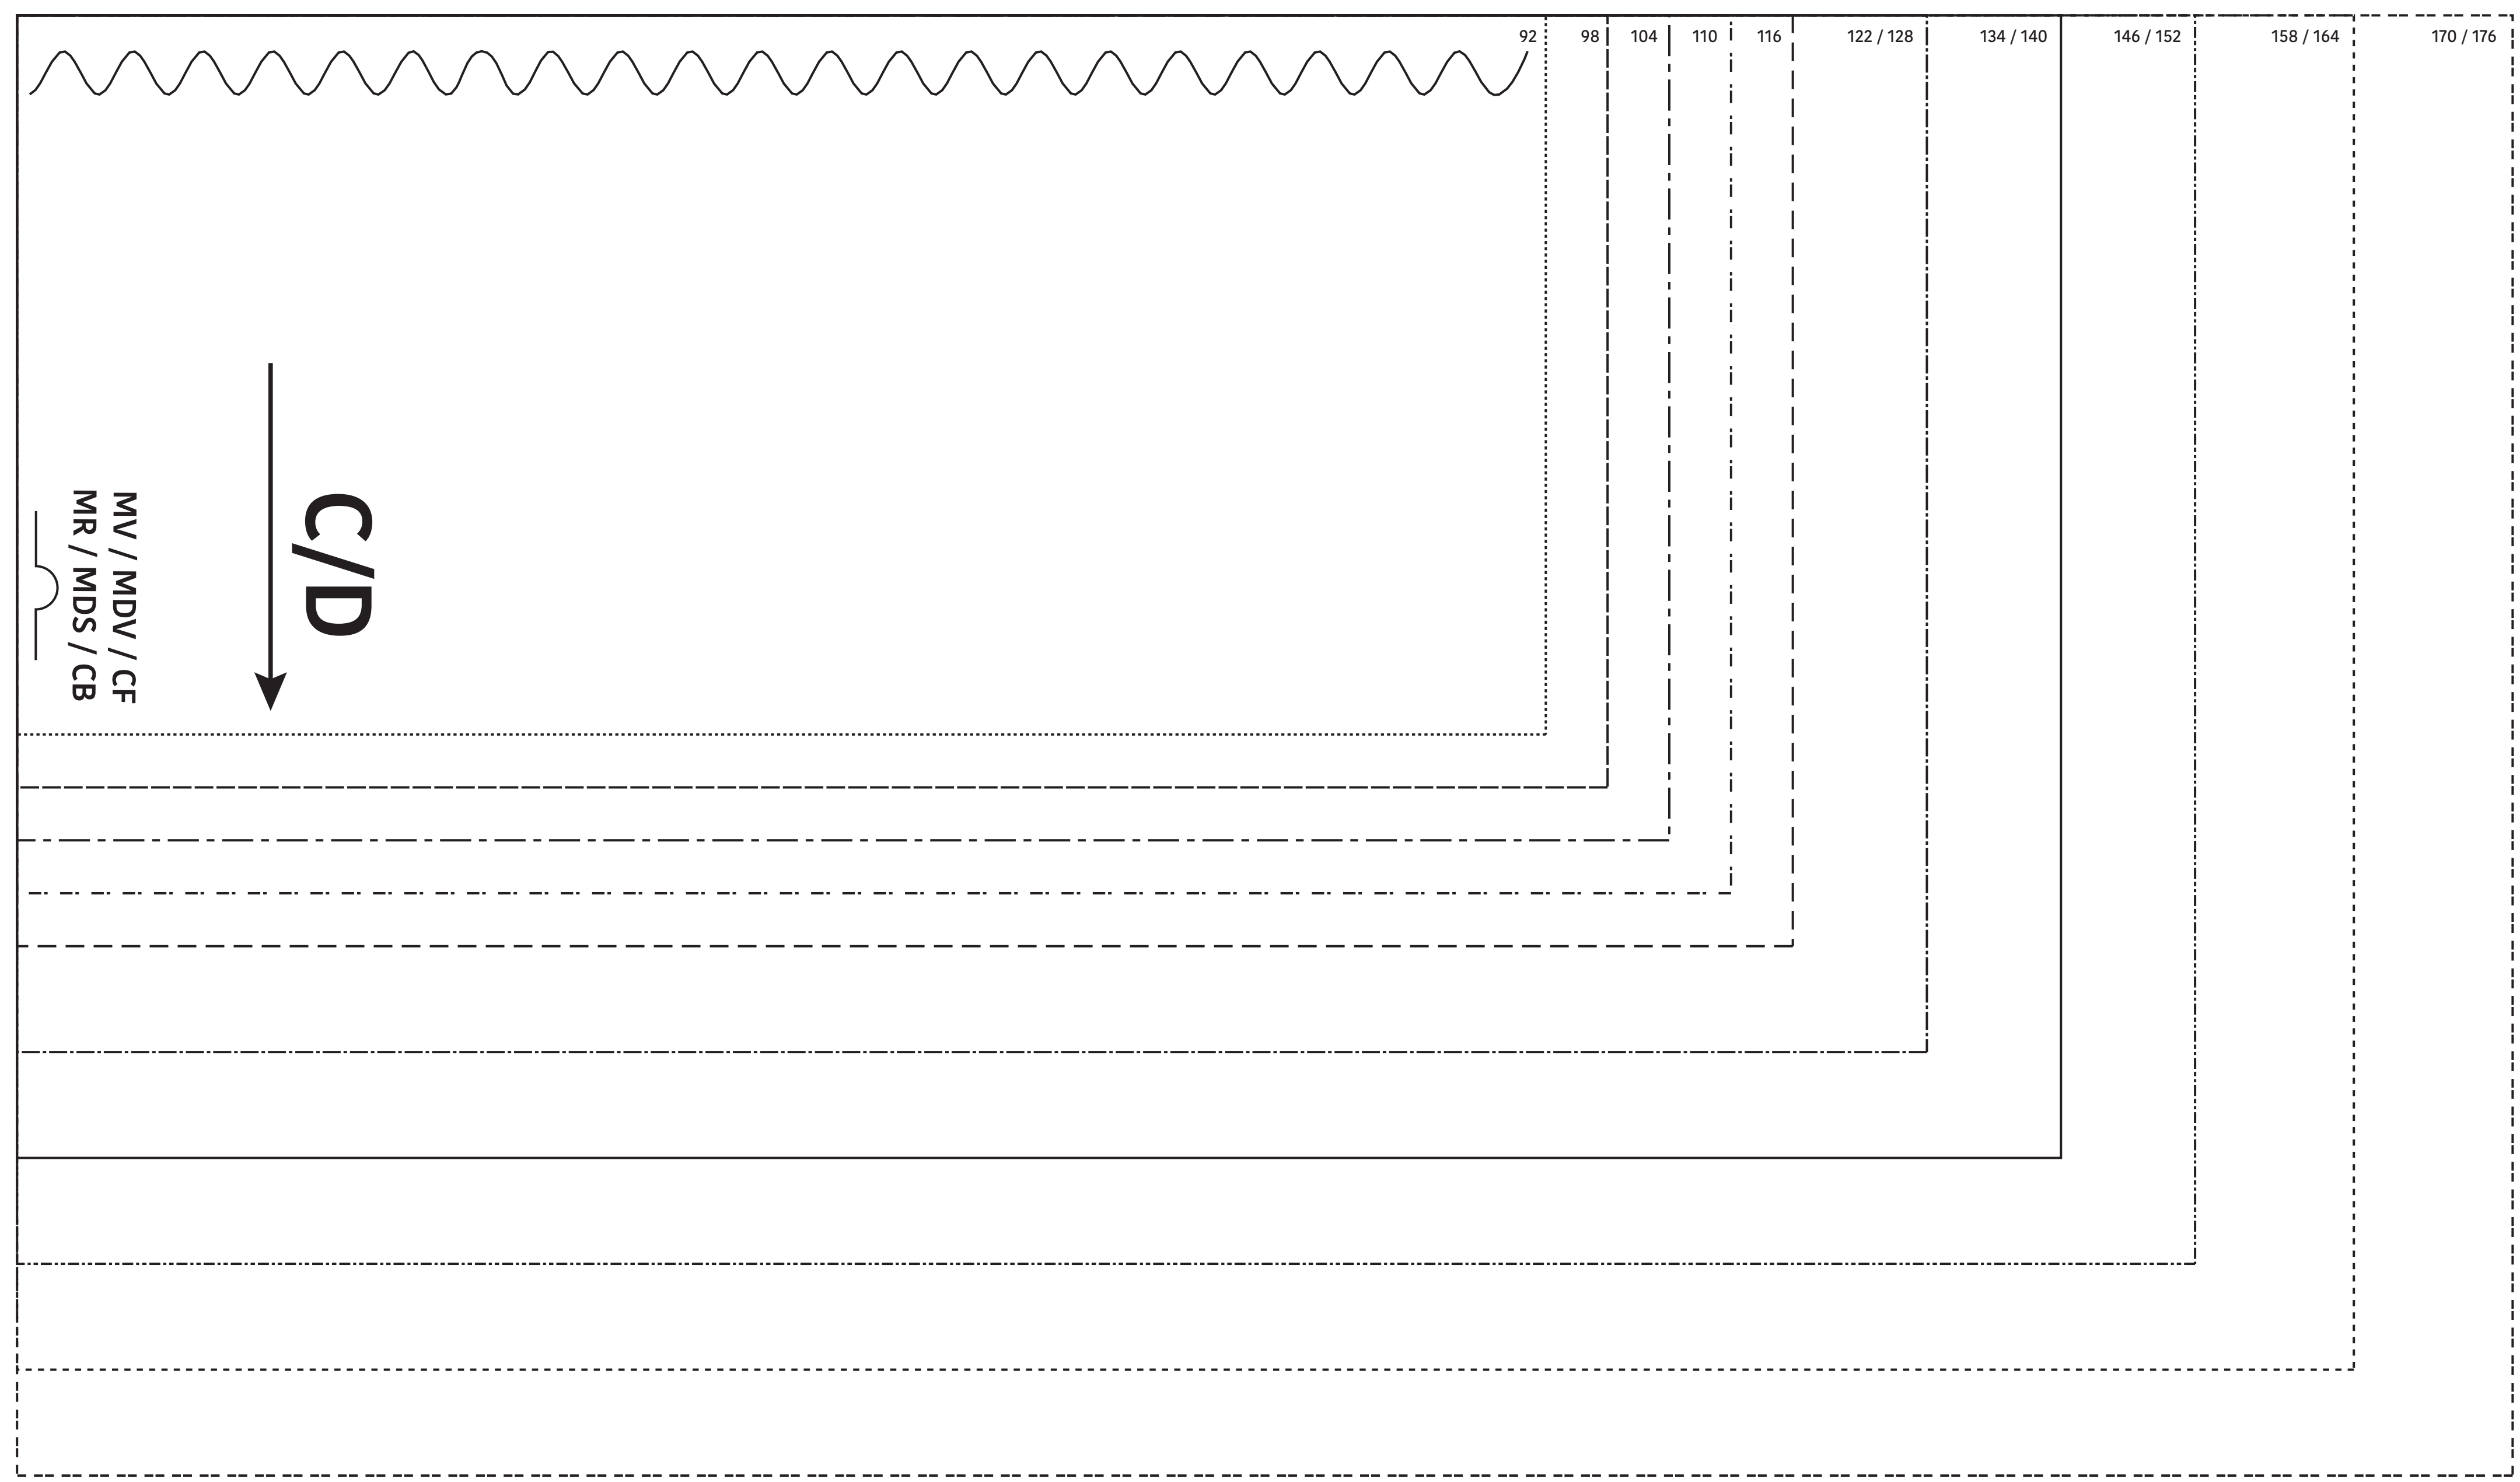 92
98
104
110
116
122 / 128
134 / 140
146 / 152
158 / 164
170 / 176
C/D
MV / MDV / CF
MR / MDS / CB